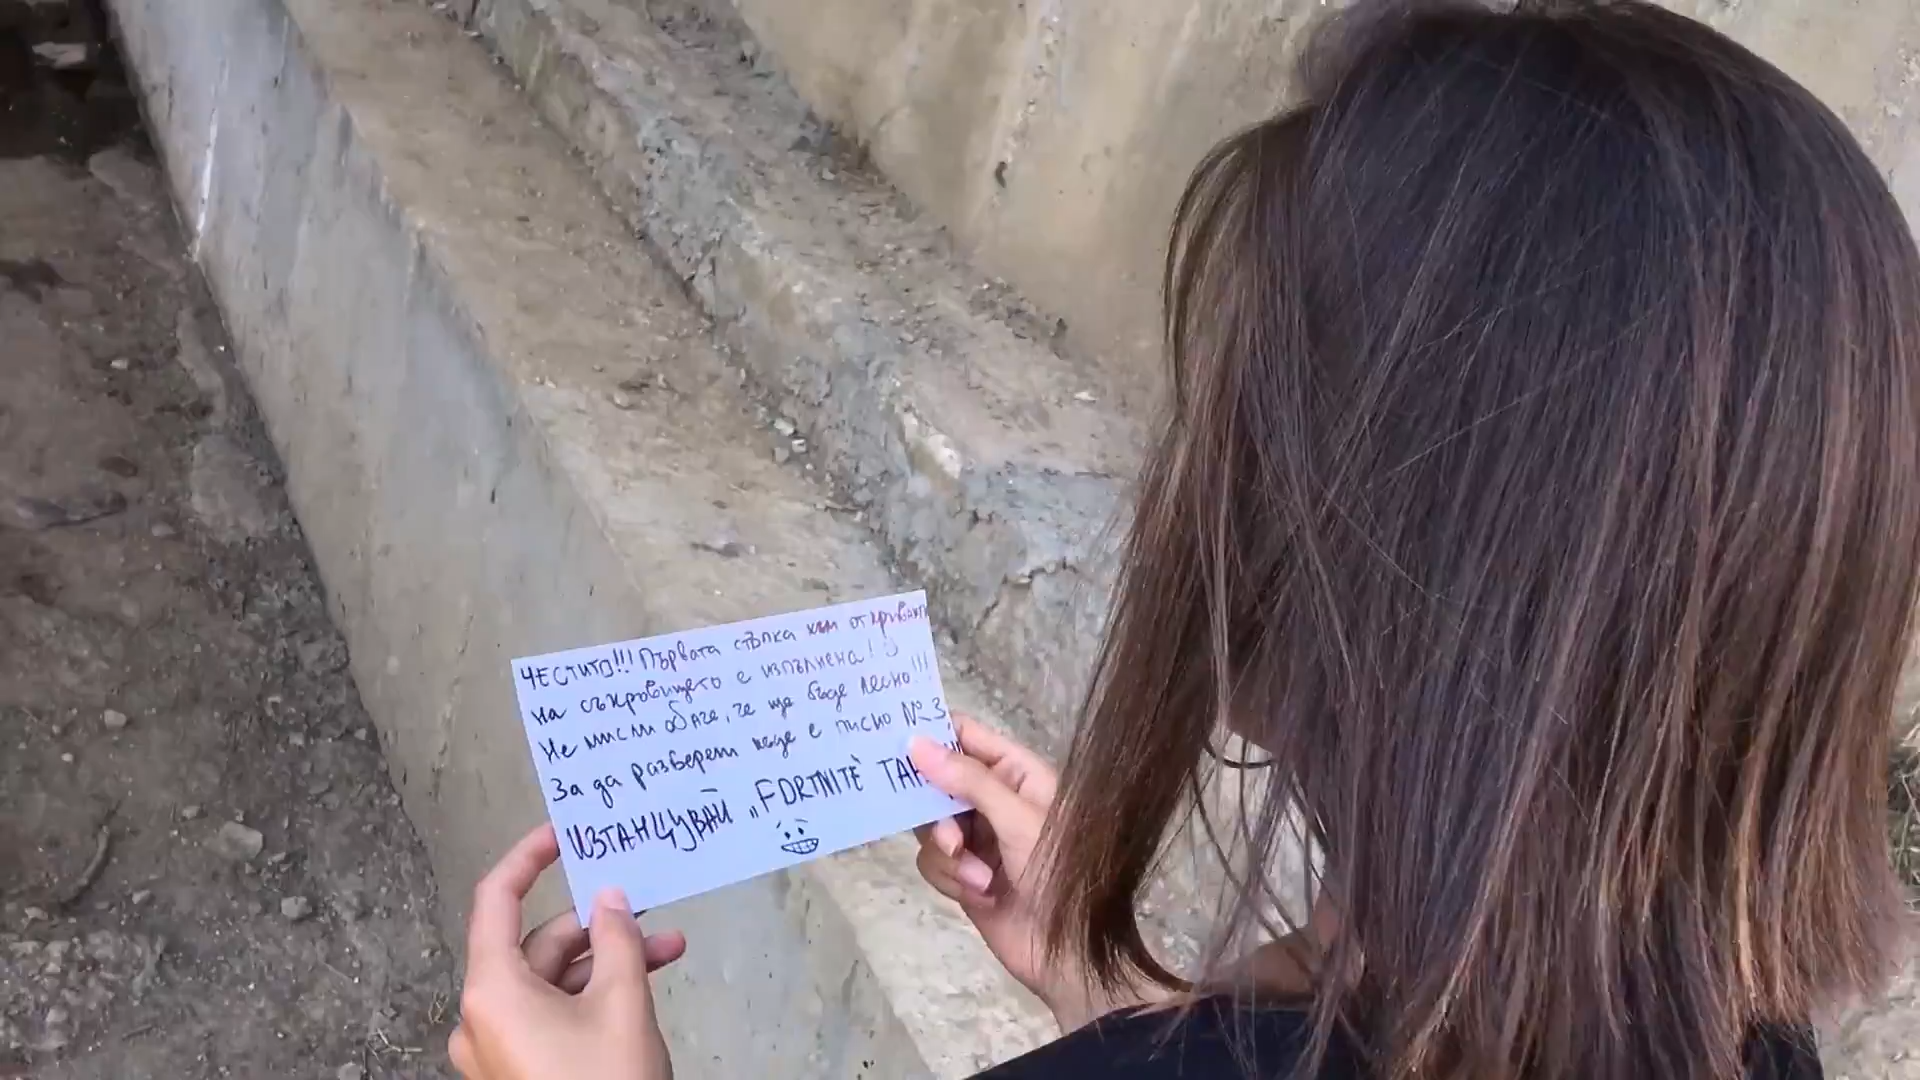 ЧЕСТИТО!!! Първата стъпка към откриването
на съкровището е изпълнена! :)
Не мисли обаче, че ще бъде лесно!!!
За да разбереш къде е писмо №3,
ИЗТАНЦУВАЙ „FORTNITE